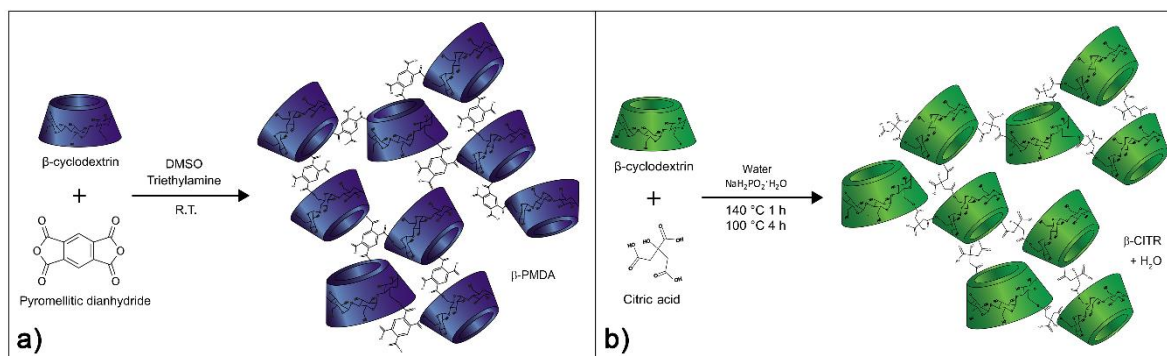 β-cyclodextrin
+
Pyromellitic dianhydride
DMSO
Triethylamine
R.T.
β-PMDA
a)
β-cyclodextrin
+
Citric acid
Water
NaH₂PO₂·H₂O
140 °C 1 h
100 °C 4 h
β-CITR
+ H₂O
b)